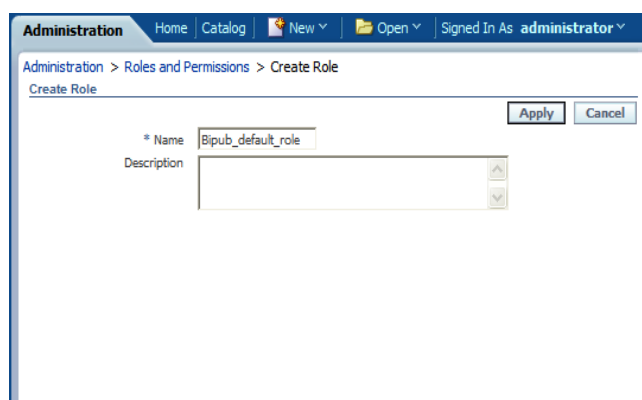 Administration Home Catalog New Open Signed In As administrator
Administration > Roles and Permissions > Create Role
Create Role
Apply Cancel
* Name Bipub_default_role
Description